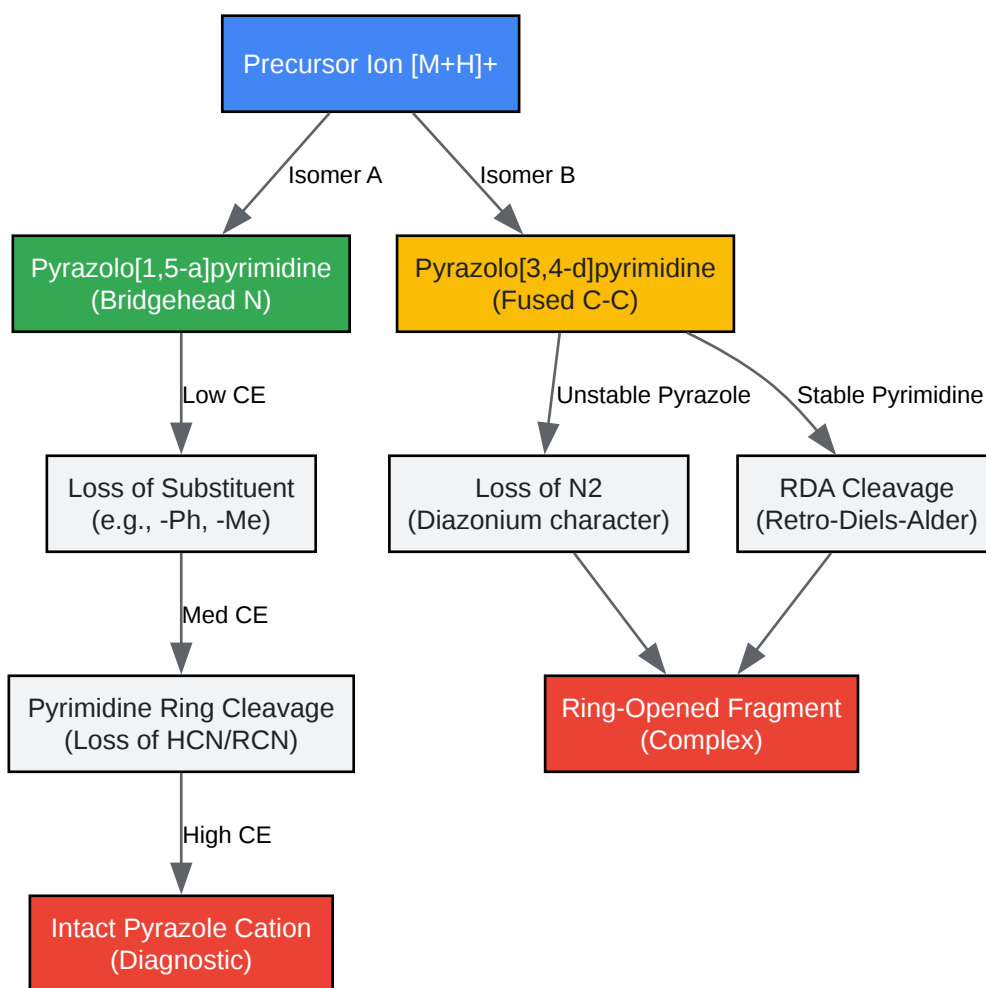 Precursor Ion [M+H]+
Isomer A
Isomer B
Pyrazolo[1,5-a]pyrimidine
(Bridgehead N)
Pyrazolo[3,4-d]pyrimidine
(Fused C-C)
Low CE
Unstable Pyrazole
Stable Pyrimidine
Loss of Substituent
(e.g., -Ph, -Me)
Loss of N2
(Diazonium character)
RDA Cleavage
(Retro-Diels-Alder)
Med CE
Pyrimidine Ring Cleavage
(Loss of HCN/RCN)
Ring-Opened Fragment
(Complex)
High CE
Intact Pyrazole Cation
(Diagnostic)